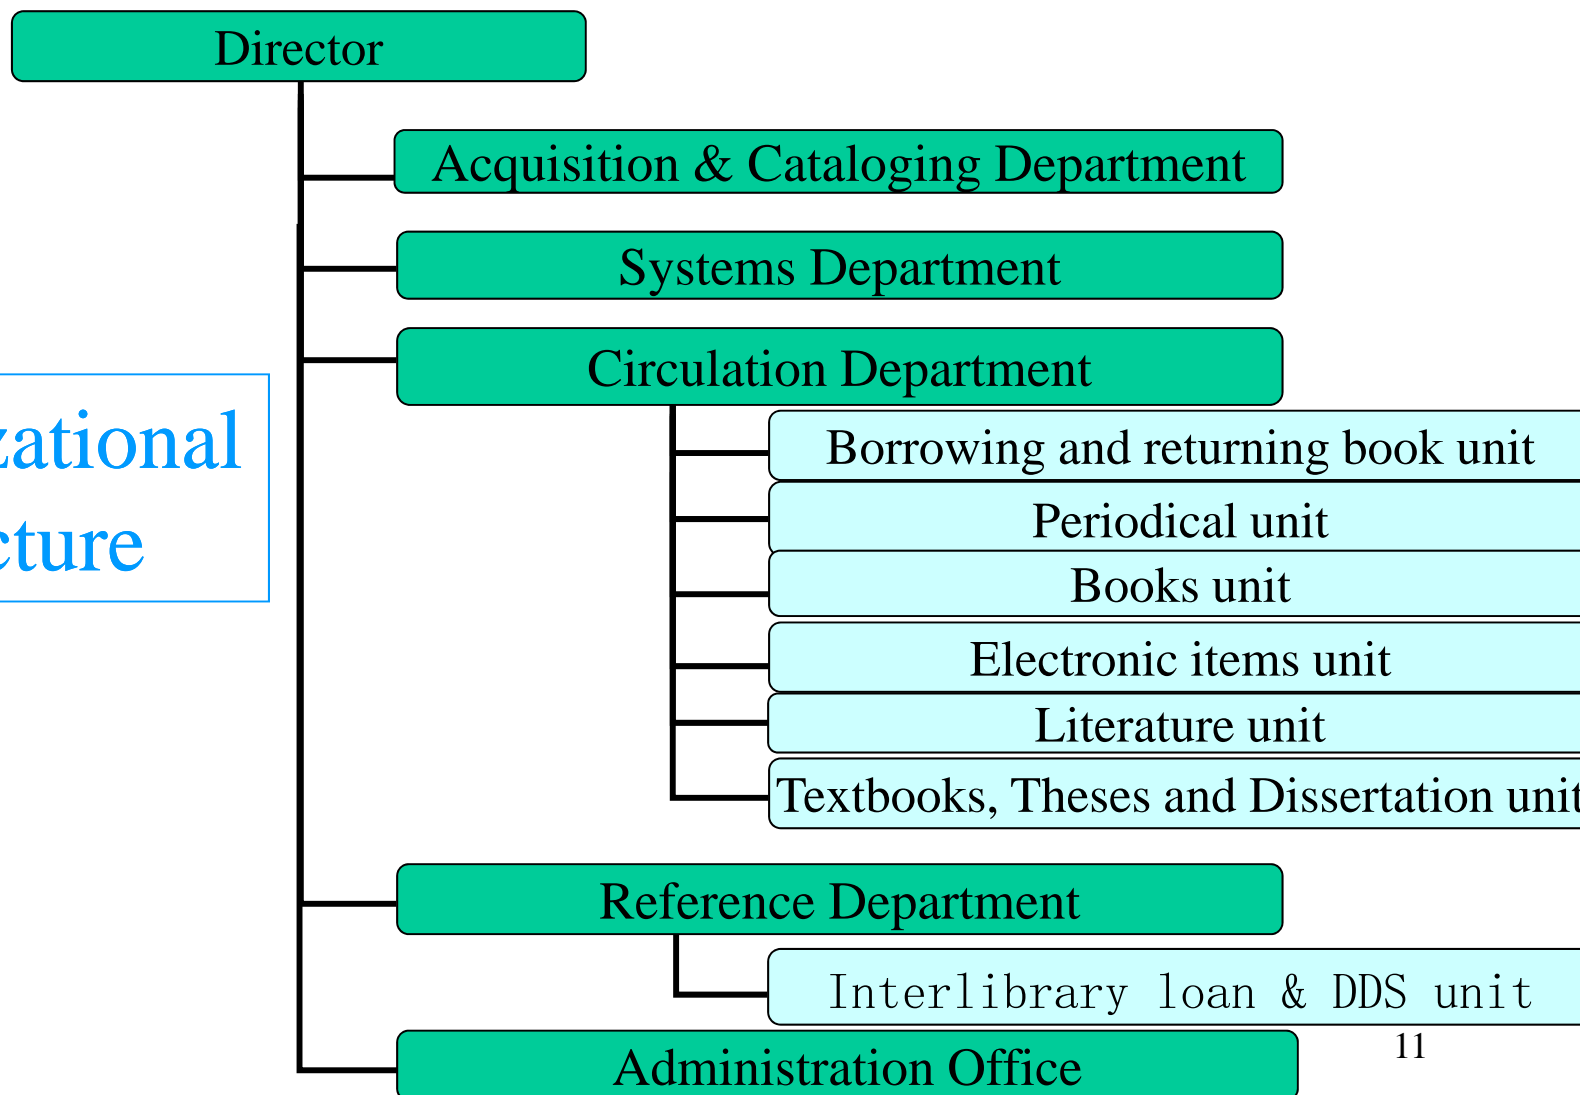 Director
Acquisition & Cataloging Department
Systems Department
Circulation Department
zational
cture
Borrowing and returning book unit
Periodical unit
Books unit
Electronic items unit
Literature unit
Textbooks, Theses and Dissertation unit
Reference Department
Interlibrary loan & DDS unit
Administration Office
11